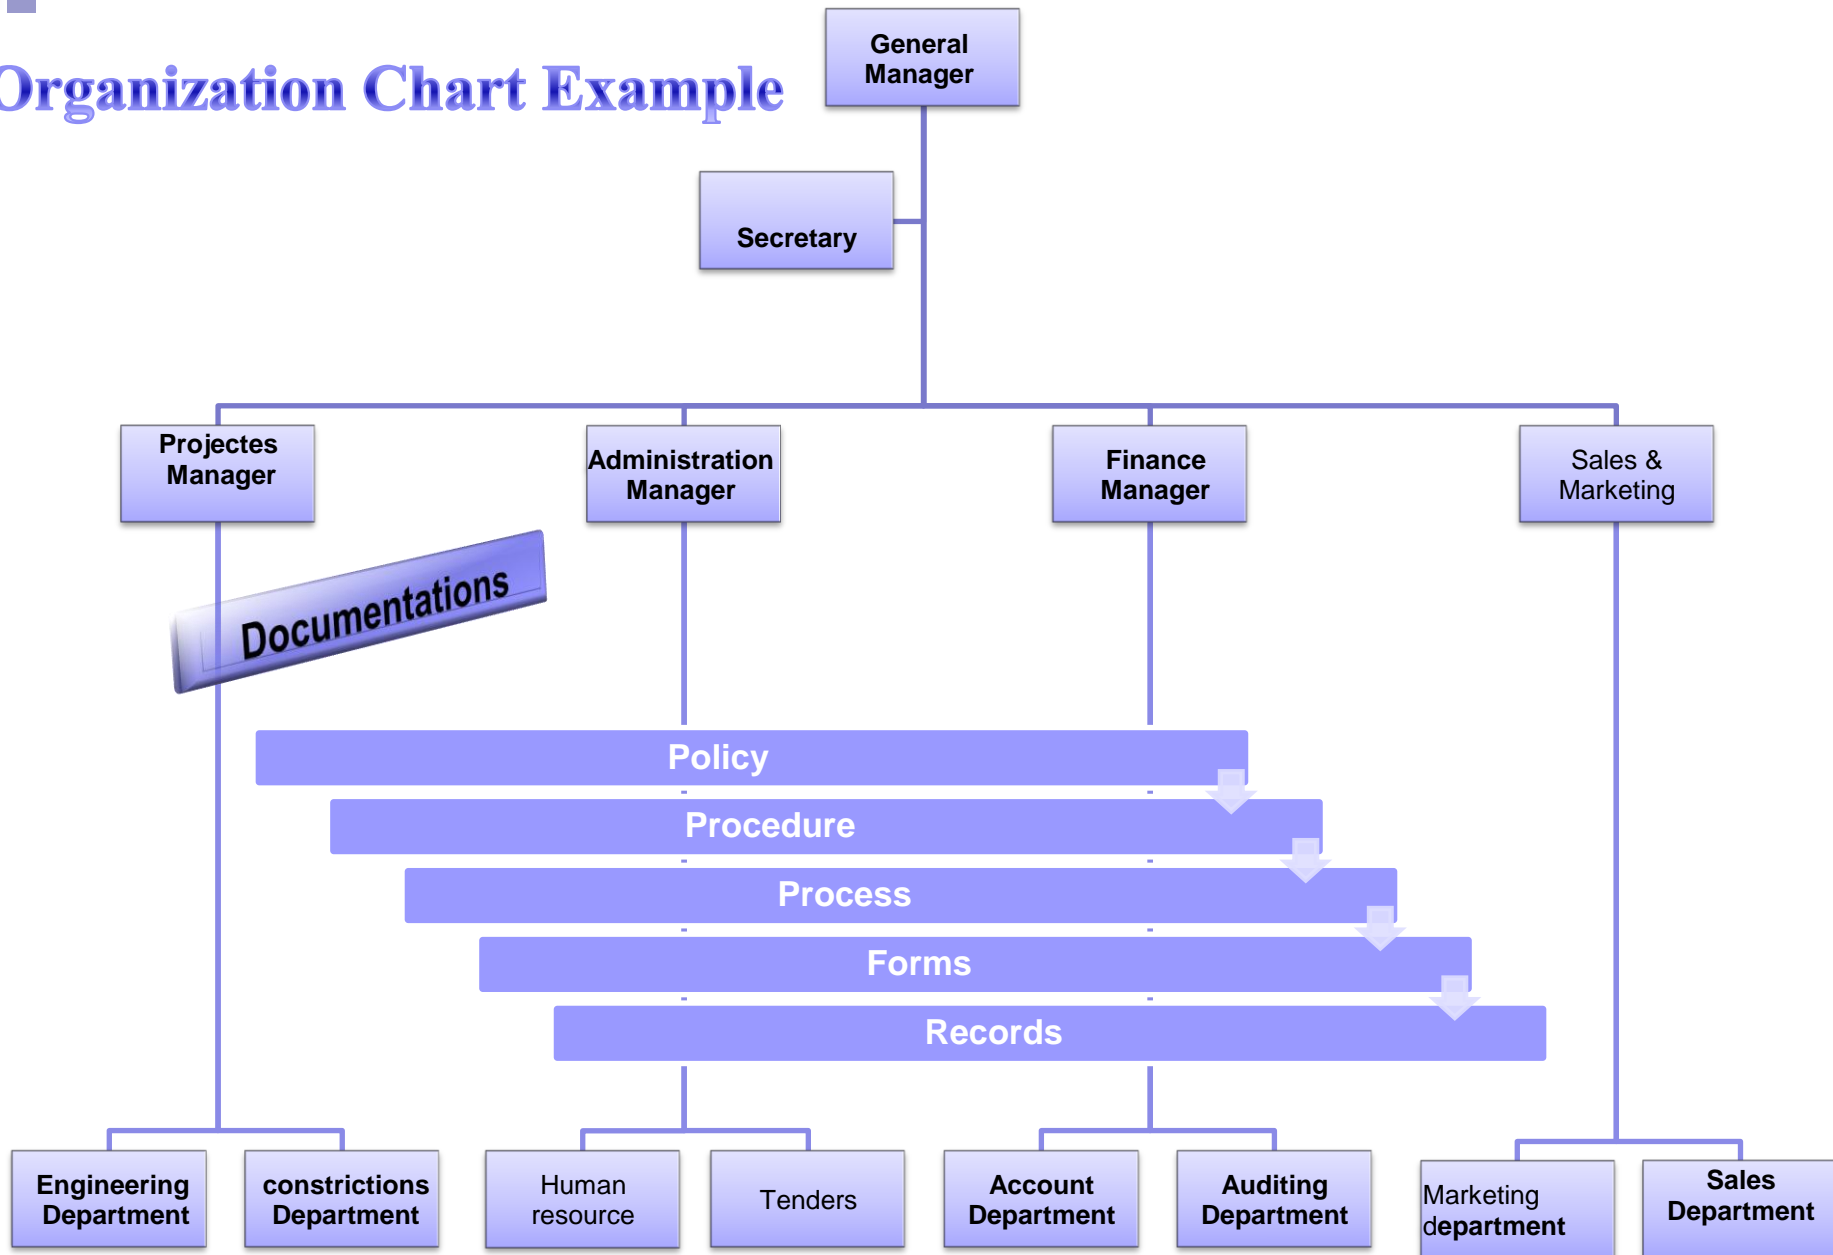 General
Manager
Organization Chart Example
Secretary
Projectes
Manager
Administration
Manager
Finance
Manager
Sales &
Marketing
Documentations
Policy
Procedure
Process
Forms
Records
Engineering
Department
constrictions
Department
Human
resource
Tenders
Account
Department
Auditing
Department
Marketing
department
Sales
Department